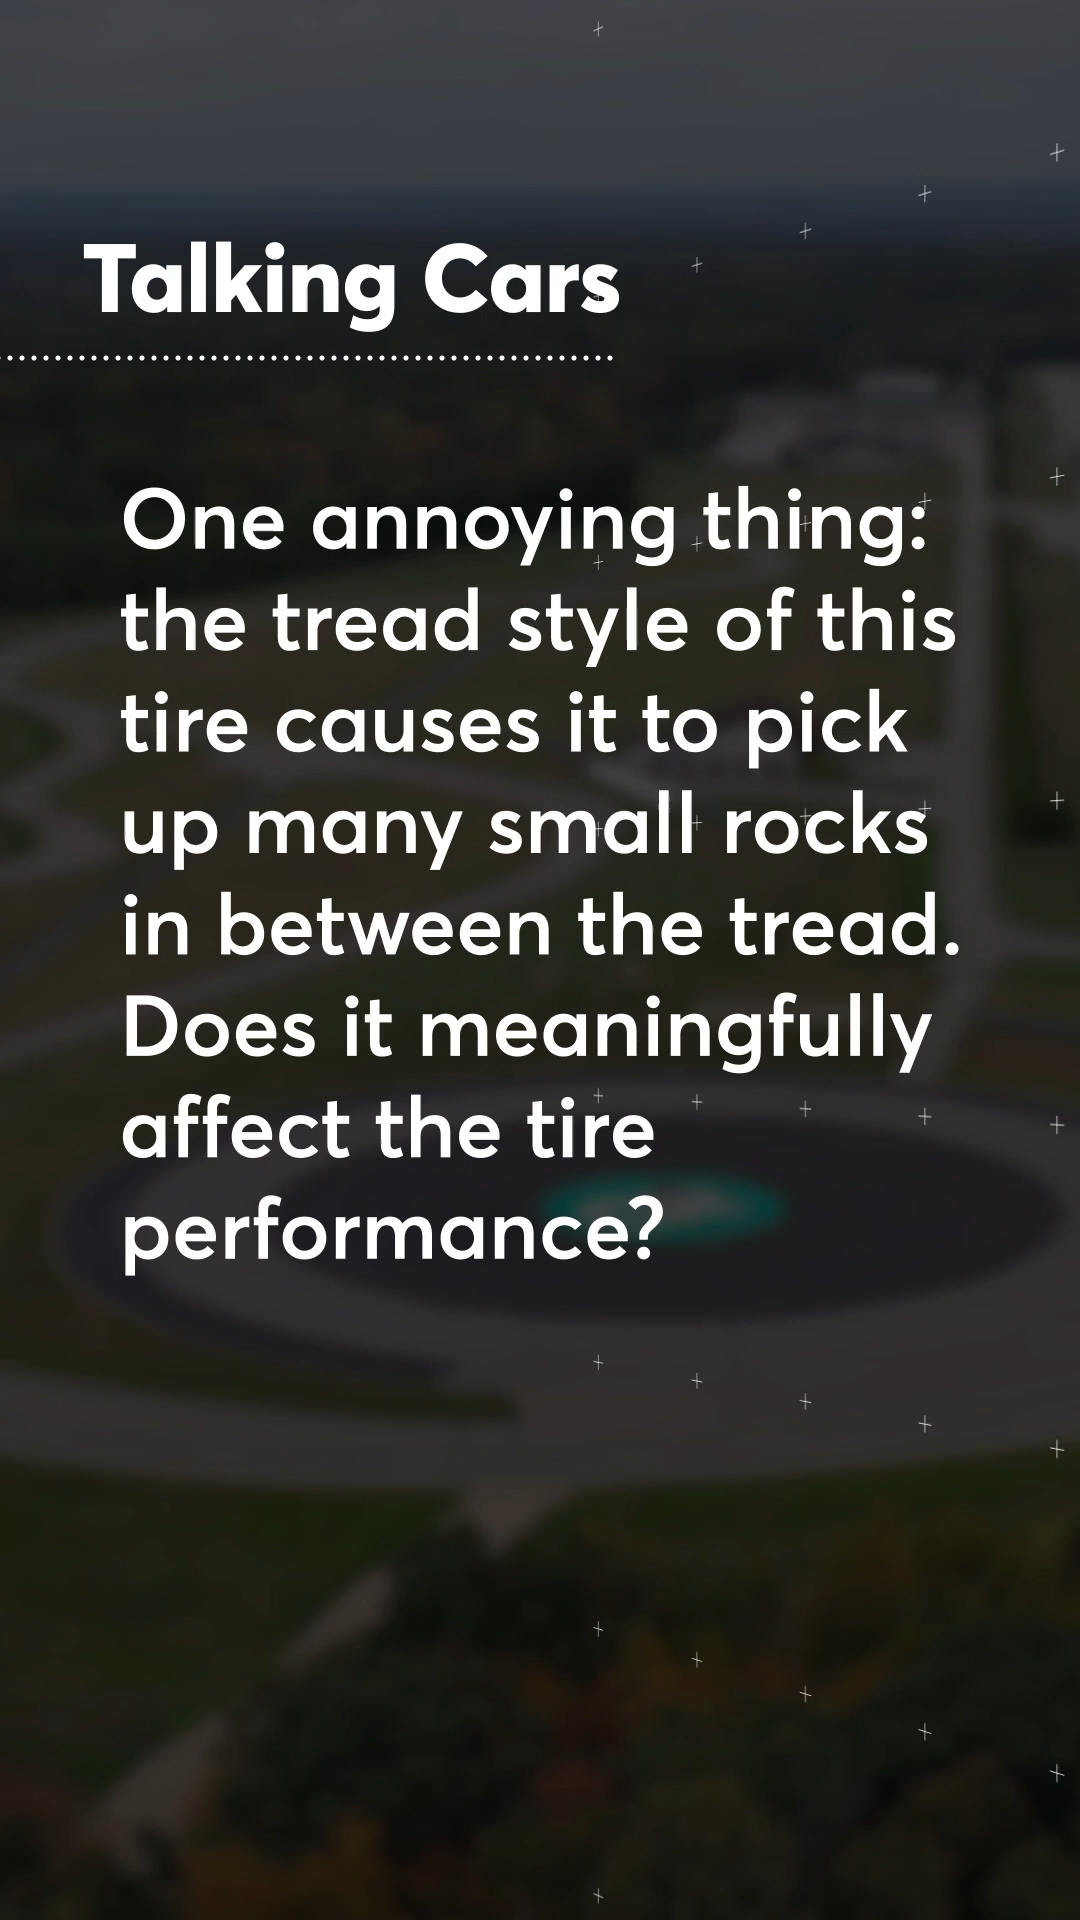 Talking Cars
One annoying thing:
the tread style of this
tire causes it to pick
up many small rocks
in between the tread.
Does it meaningfully
affect the tire
performance?